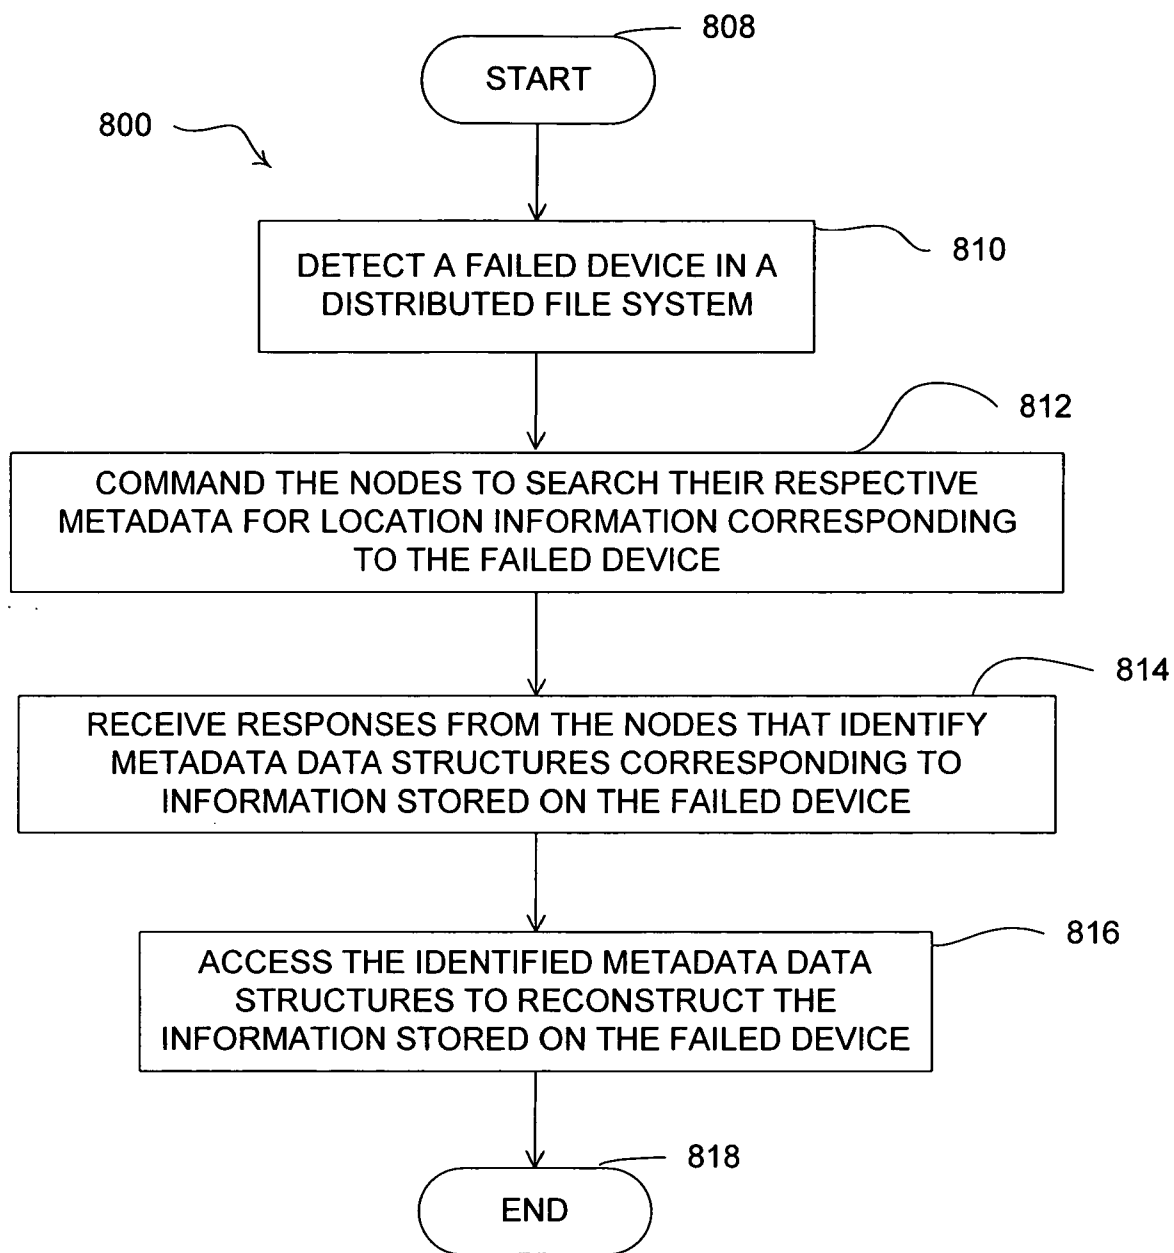 808
START
800
810
DETECT A FAILED DEVICE IN A
DISTRIBUTED FILE SYSTEM
812
COMMAND THE NODES TO SEARCH THEIR RESPECTIVE
METADATA FOR LOCATION INFORMATION CORRESPONDING
TO THE FAILED DEVICE
814
RECEIVE RESPONSES FROM THE NODES THAT IDENTIFY
METADATA DATA STRUCTURES CORRESPONDING TO
INFORMATION STORED ON THE FAILED DEVICE
816
ACCESS THE IDENTIFIED METADATA DATA
STRUCTURES TO RECONSTRUCT THE
INFORMATION STORED ON THE FAILED DEVICE
818
END